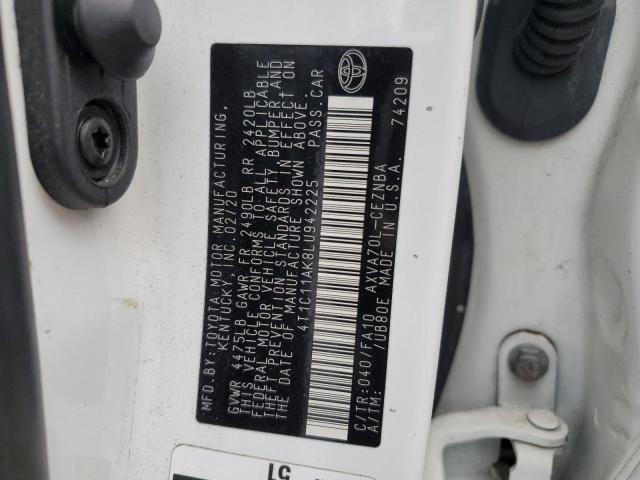 MFD. BY: TOYOTA MOTOR MANUFACTURING,
KENTUCKY, INC. 02/20
GVWR 4475LB GAWR FR 2490LB RR 2420LB
THIS VEHICLE CONFORMS TO ALL APPLICABLE
FEDERAL MOTOR VEHICLE SAFETY, BUMPER, AND
THEFT PREVENTION STANDARDS IN EFFECT ON
THE DATE OF MANUFACTURE SHOWN ABOVE.
4T1C11AK8LU942225 PASS.CAR
C/TR:040/FA10 AXVA70L-CEZNBA
A/TM: /UB80E MADE IN U.S.A. 74209
51